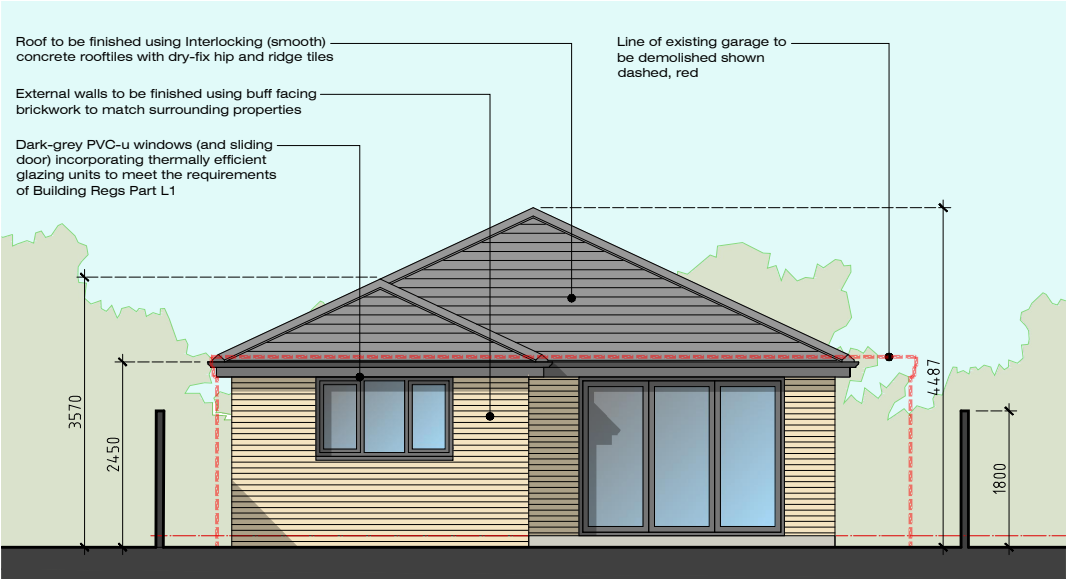 Roof to be finished using Interlocking (smooth)
concrete rooftiles with dry-fix hip and ridge tiles
External walls to be finished using buff facing
brickwork to match surrounding properties
Dark-grey PVC-u windows (and sliding
door) incorporating thermally efficient
glazing units to meet the requirements
of Building Regs Part L1
Line of existing garage to
be demolished shown
dashed, red
3570
2450
4487
1800